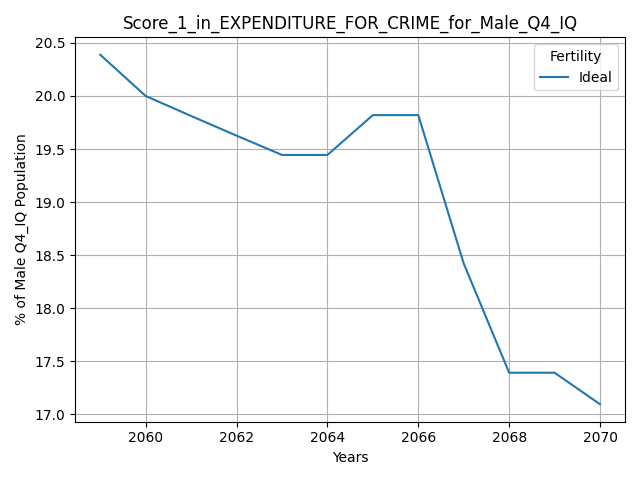 Score_1_in_EXPENDITURE_FOR_CRIME_for_Male_Q4_IQ
20.5
20.0
19.5
19.0
18.5
18.0
17.5
17.0
% of Male Q4_IQ Population
Fertility
Ideal
2060 2062 2064 2066 2068 2070
Years